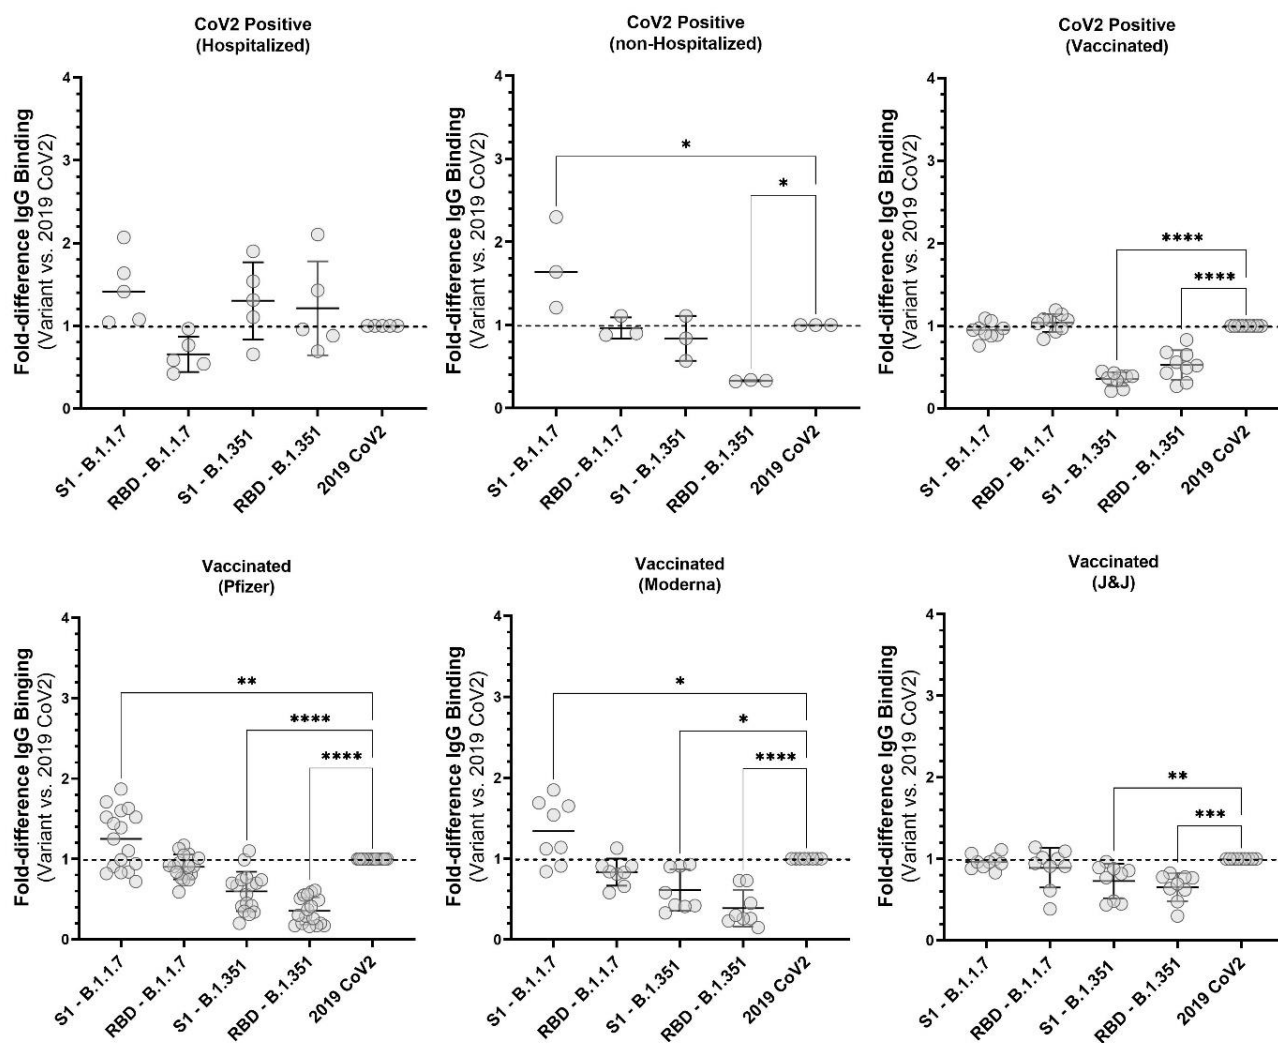 CoV2 Positive
(Hospitalized)
Fold-difference IgG Binding
(Variant vs. 2019 CoV2)
4
3
2
1
0
S1 - B.1.1.7
RBD - B.1.1.7
S1 - B.1.351
RBD - B.1.351
2019 CoV2
CoV2 Positive
(non-Hospitalized)
Fold-difference IgG Binding
(Variant vs. 2019 CoV2)
4
3
2
1
0
*
*
S1 - B.1.1.7
RBD - B.1.1.7
S1 - B.1.351
RBD - B.1.351
2019 CoV2
CoV2 Positive
(Vaccinated)
Fold-difference IgG Binding
(Variant vs. 2019 CoV2)
4
3
2
1
0
****
****
S1 - B.1.1.7
RBD - B.1.1.7
S1 - B.1.351
RBD - B.1.351
2019 CoV2
Vaccinated
(Pfizer)
Fold-difference IgG Binging
(Variant vs. 2019 CoV2)
4
3
2
1
0
**
****
****
S1 - B.1.1.7
RBD - B.1.1.7
S1 - B.1.351
RBD - B.1.351
2019 CoV2
Vaccinated
(Moderna)
Fold-difference IgG Binding
(Variant vs. 2019 CoV2)
4
3
2
1
0
*
*
****
S1 - B.1.1.7
RBD - B.1.1.7
S1 - B.1.351
RBD - B.1.351
2019 CoV2
Vaccinated
(J&J)
Fold-difference IgG Binding
(Variant vs. 2019 CoV2)
4
3
2
1
0
**
***
S1 - B.1.1.7
RBD - B.1.1.7
S1 - B.1.351
RBD - B.1.351
2019 CoV2